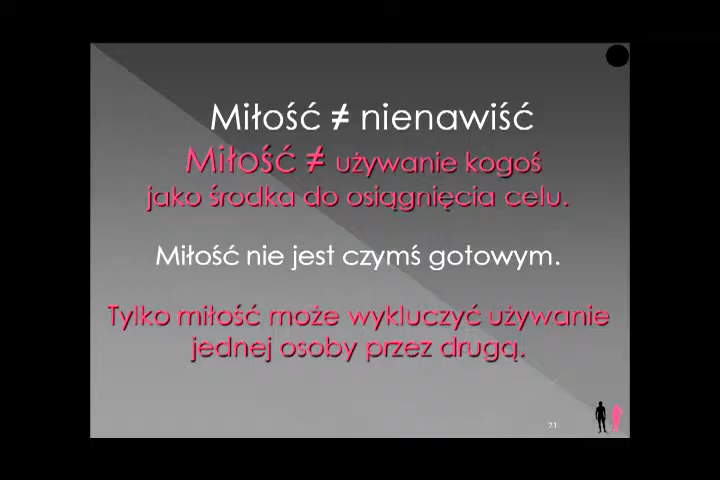 Miłość ≠ nienawiść
Miłość ≠ używanie kogoś
jako środka do osiągnięcia celu.
Miłość nie jest czymś gotowym.
Tylko miłość może wykluczyć używanie
jednej osoby przez drugą.
21